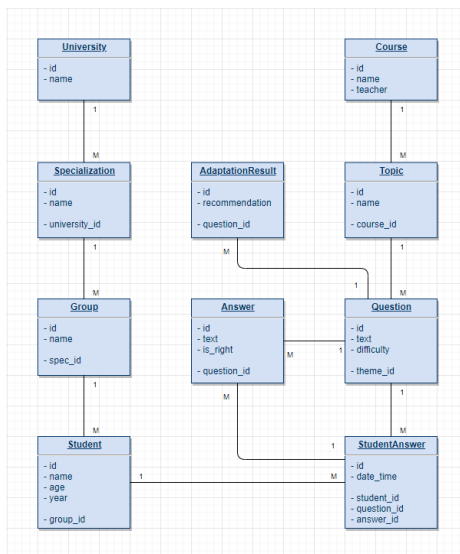 University
- id
- name
1
M
Specialization
- id
- name
- university_id
1
M
Group
- id
- name
- spec_id
1
M
Student
- id
- name
- age
- year
- group_id
Course
- id
- name
- teacher
1
M
Topic
- id
- name
- course_id
1
M
Question
- id
- text
- difficulty
- theme_id
1
M
StudentAnswer
- id
- date_time
- student_id
- question_id
- answer_id
AdaptationResult
- id
- recommendation
- question_id
M
1
Answer
- id
- text
- is_right
- question_id
M
1
M
1
1
M